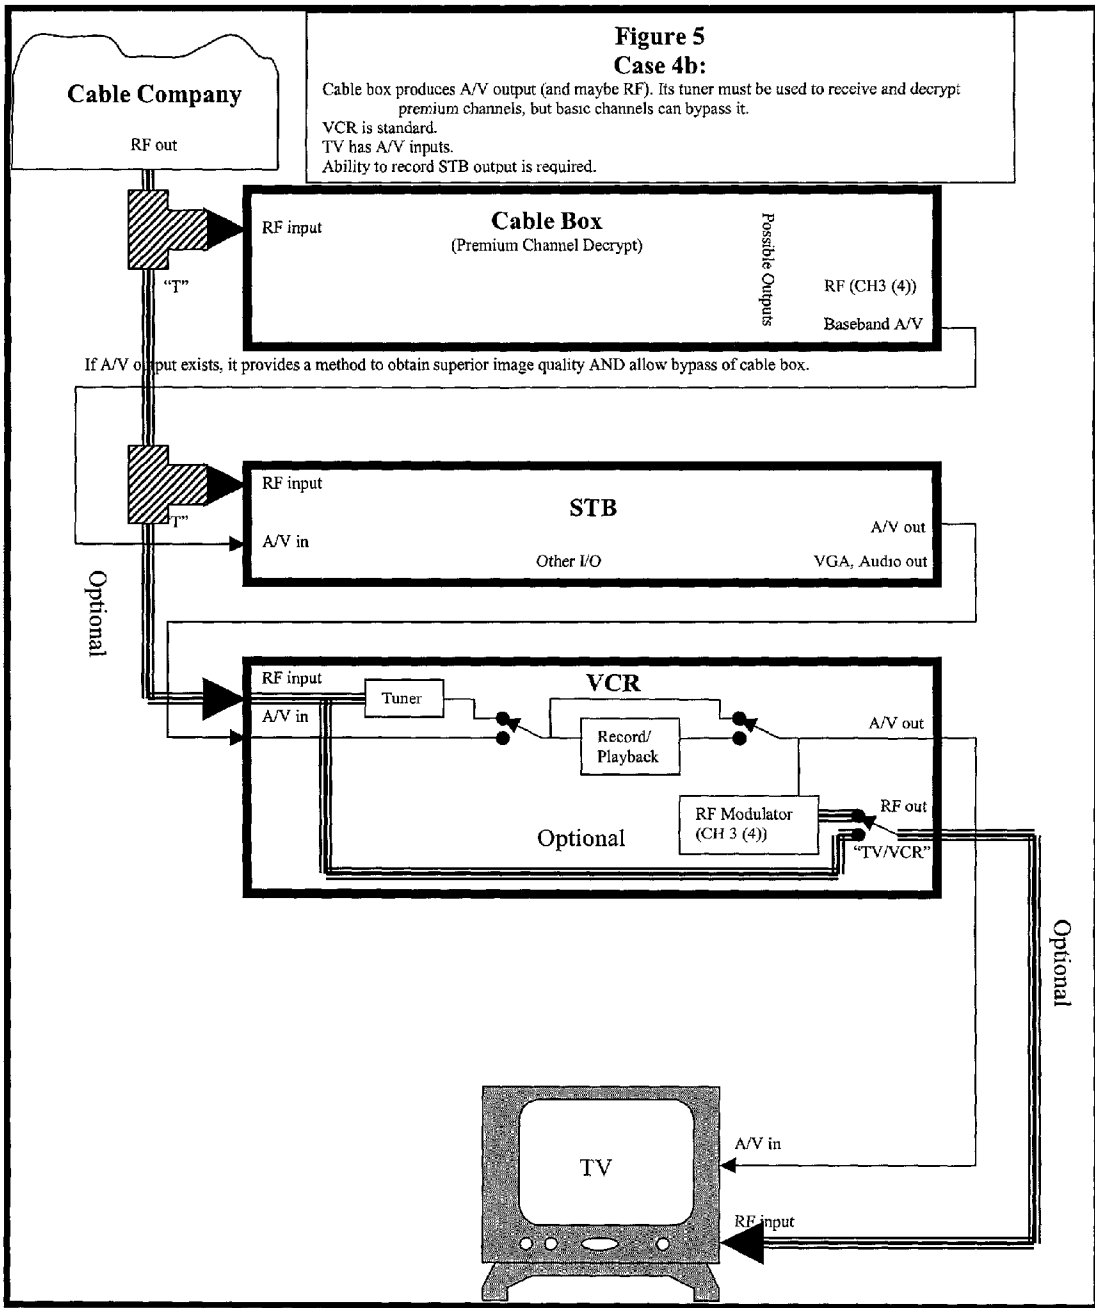 Figure 5
Case 4b:
Cable box produces A/V output (and maybe RF). Its tuner must be used to receive and decrypt
premium channels, but basic channels can bypass it.
VCR is standard.
TV has A/V inputs.
Ability to record STB output is required.
Cable Company
RF out
"T"
RF input
Cable Box
(Premium Channel Decrypt)
Possible Outputs
RF (CH3 (4))
Baseband A/V
If A/V output exists, it provides a method to obtain superior image quality AND allow bypass of cable box.
"T"
RF input
STB
A/V in
A/V out
Other I/O
VGA, Audio out
Optional
RF input
VCR
Tuner
A/V in
A/V out
Record/
Playback
RF Modulator
(CH 3 (4))
RF out
Optional
"TV/VCR"
Optional
TV
A/V in
RF input